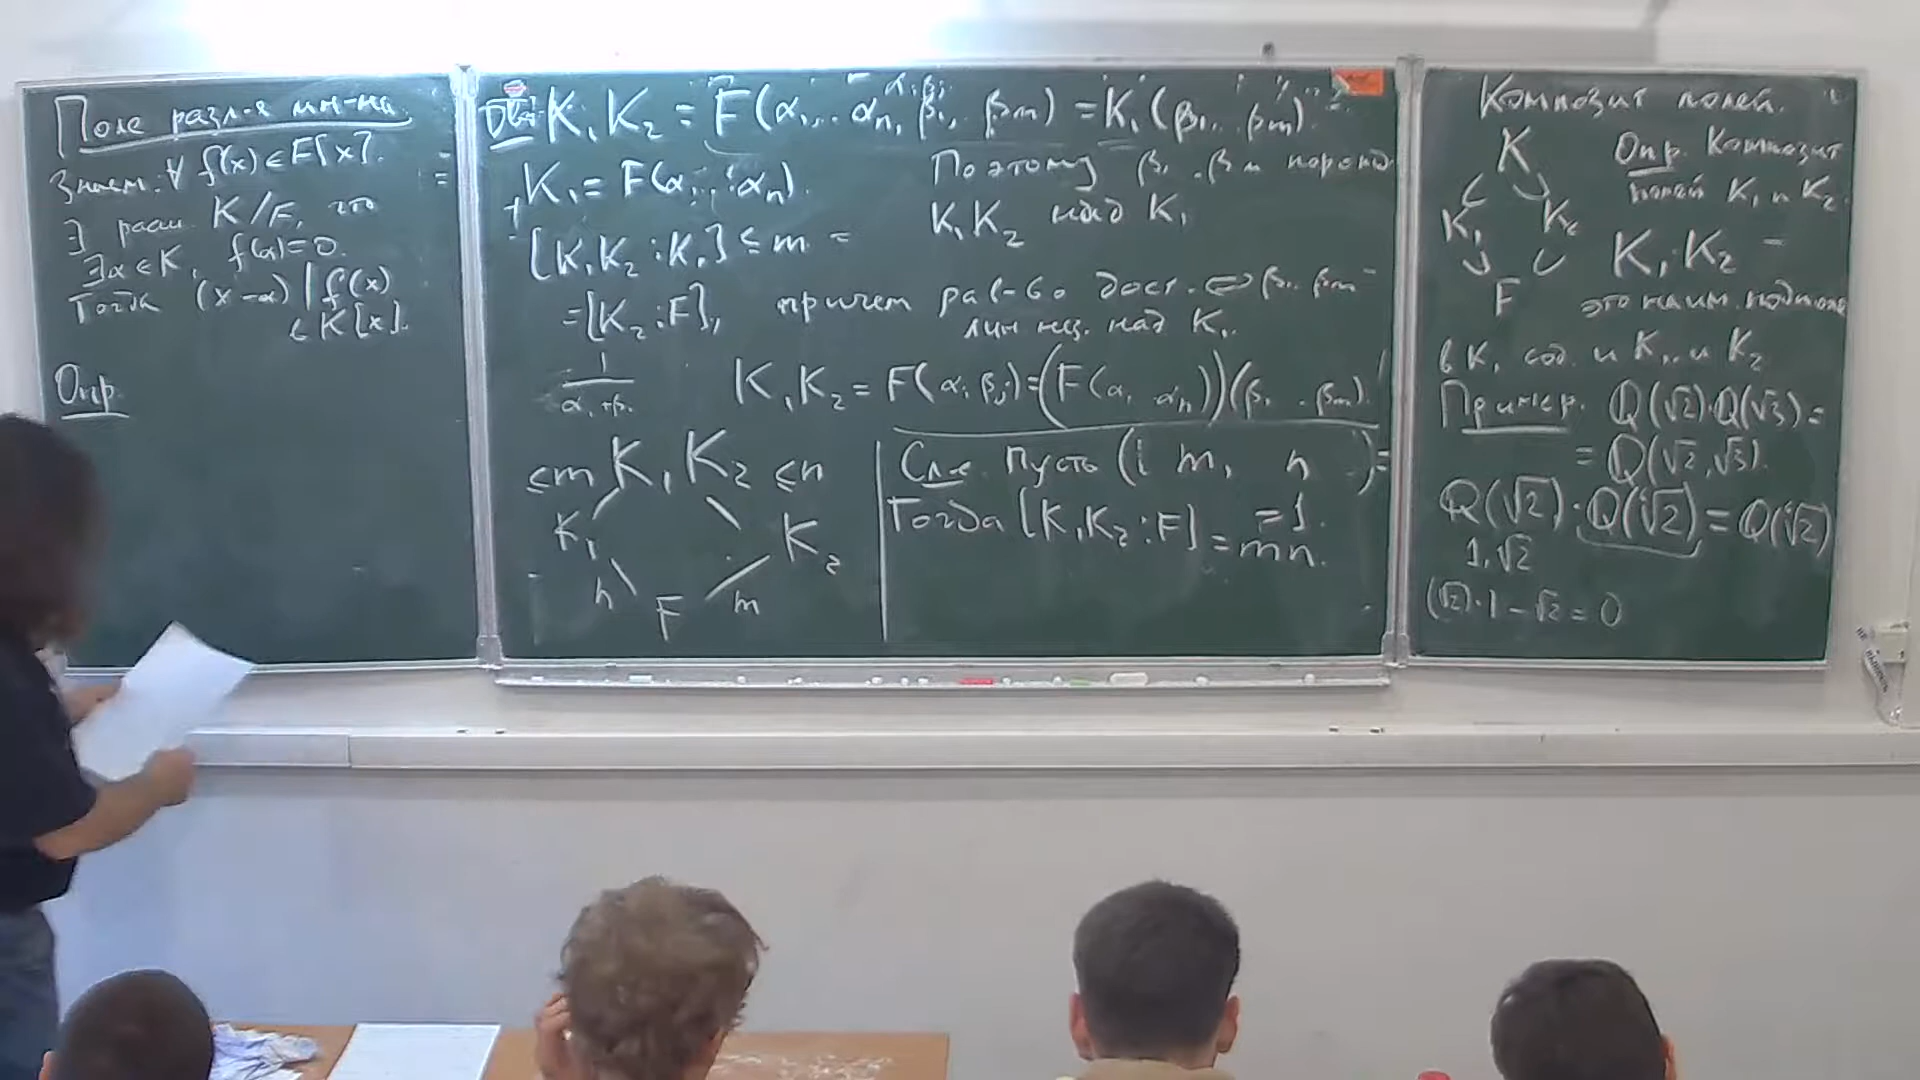 Поле разл-я мн-на.
Знаем: ∀ f(x) ∈ F[x].
∃ расш. K/F, что
∃α ∈ K, f(α)=0.
Тогда (x-α) | f(x)
∈ K[x].
Опр.
Док-во: K₁K₂ = F(α₁,.. αₙ, β₁,. βₘ) = K₁(β₁,.. βₘ).
K₁ = F(α₁,.. αₙ).
Поэтому β₁ .. βₘ порожд
K₁K₂ над K₁
[K₁K₂ : K₁] ≤ m =
= [K₂ : F], причем рав-во дост. ⇔ β₁.. βₘ -
лин нез. над K₁.
K₁K₂ = F(αᵢ βⱼ) = (F(α₁ αₙ))(β₁ .. βₘ).
≤m K₁K₂ ≤n
K₁ K₂
n F m
Сл-е. Пусть ( m, n ) =
= 1.
Тогда [K₁K₂ : F] = mn.
Композит полей.
K
K₁ K₂
F
Опр. Композит
полей K₁ и K₂
K₁·K₂ -
это наим. подполе
в K, сод. и K₁, и K₂
Пример. Q(√2)·Q(√3) =
= Q(√2,√3).
Q(√2)·Q(ⁱ√2) = Q(ⁱ√2)
1,√2
(√2)·1 - √2 = 0